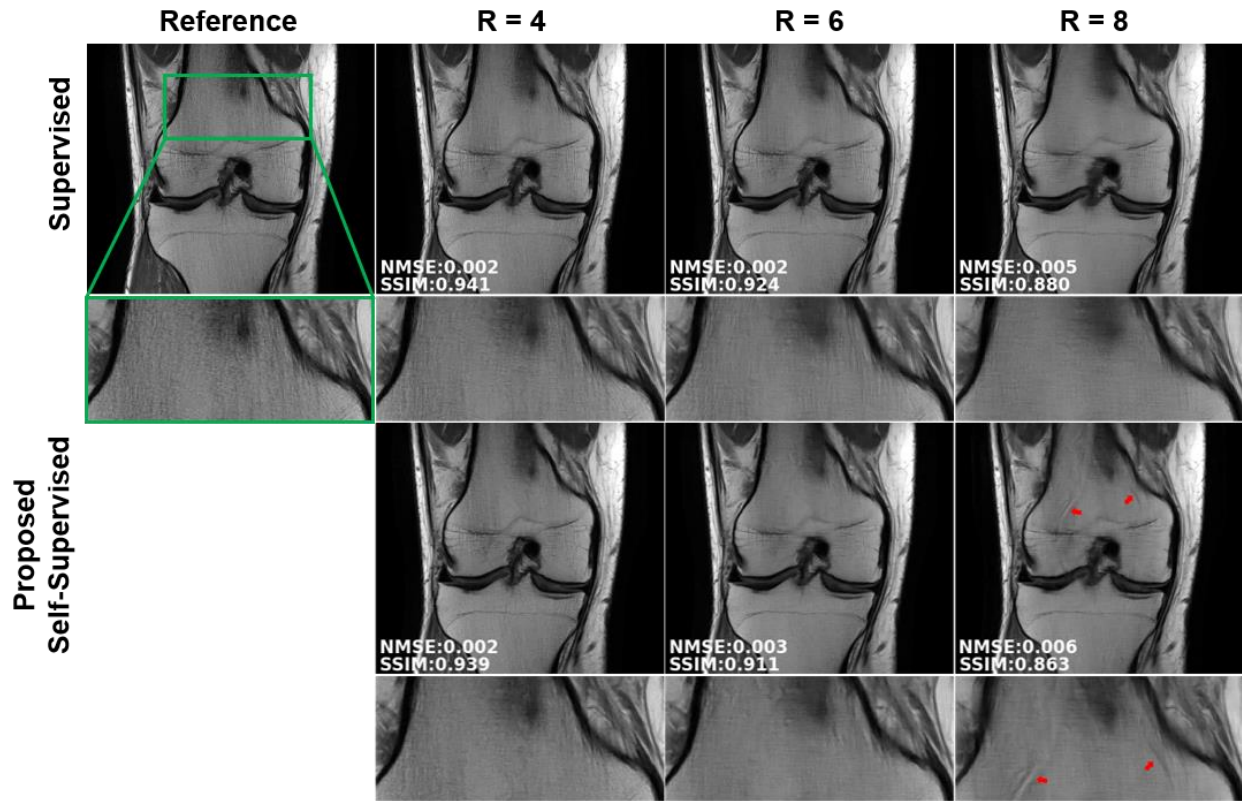 Reference
R = 4
R = 6
R = 8
Supervised
NMSE:0.002
SSIM:0.941
NMSE:0.002
SSIM:0.924
NMSE:0.005
SSIM:0.880
Proposed
Self-Supervised
NMSE:0.002
SSIM:0.939
NMSE:0.003
SSIM:0.911
NMSE:0.006
SSIM:0.863